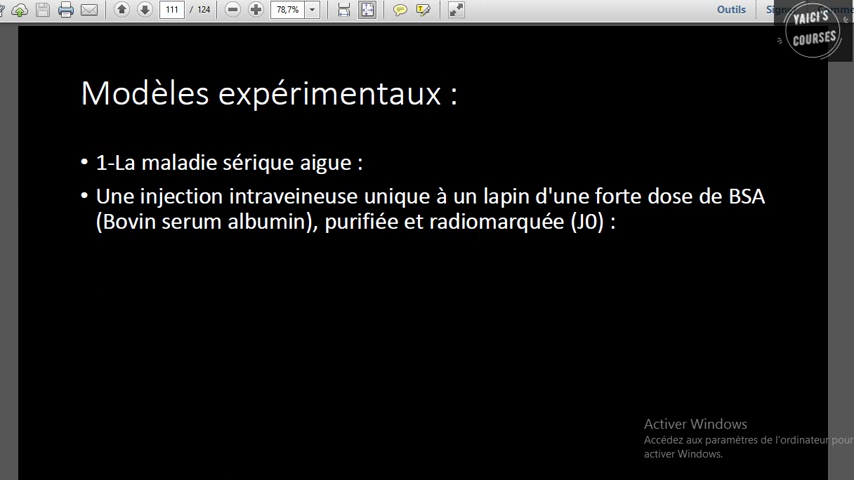 111 / 124
78,7%
Outils
YAICI'S
COURSES
Modèles expérimentaux :
• 1-La maladie sérique aigue :
• Une injection intraveineuse unique à un lapin d'une forte dose de BSA
(Bovin serum albumin), purifiée et radiomarquée (J0) :
Activer Windows
Accédez aux paramètres de l'ordinateur pour
activer Windows.